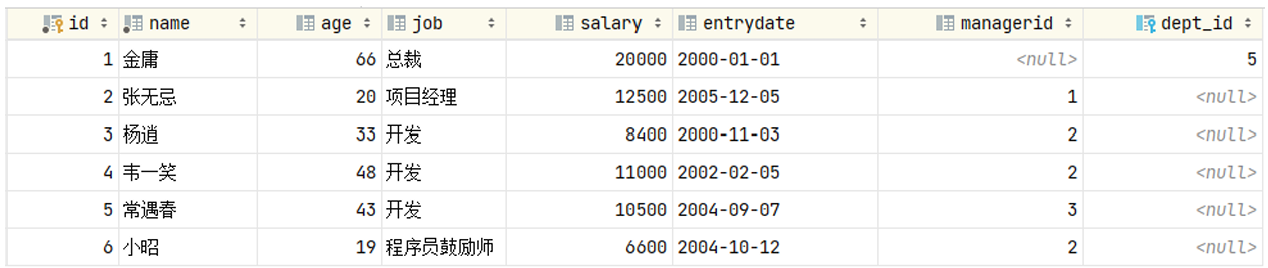 id name age job salary entrydate managerid dept_id
1 金庸 66 总裁 20000 2000-01-01 <null> 5
2 张无忌 20 项目经理 12500 2005-12-05 1 <null>
3 杨逍 33 开发 8400 2000-11-03 2 <null>
4 韦一笑 48 开发 11000 2002-02-05 2 <null>
5 常遇春 43 开发 10500 2004-09-07 3 <null>
6 小昭 19 程序员鼓励师 6600 2004-10-12 2 <null>